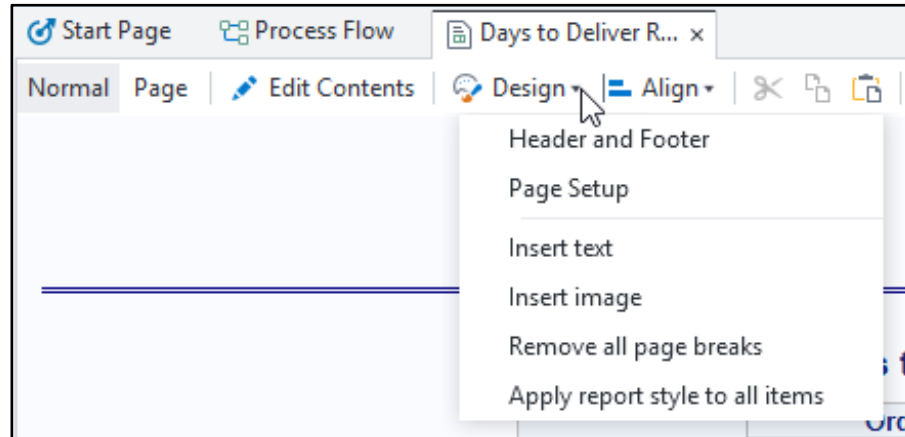 Start Page Process Flow Days to Deliver R... ×
Normal Page Edit Contents Design Align
Header and Footer
Page Setup
Insert text
Insert image
Remove all page breaks
Apply report style to all items